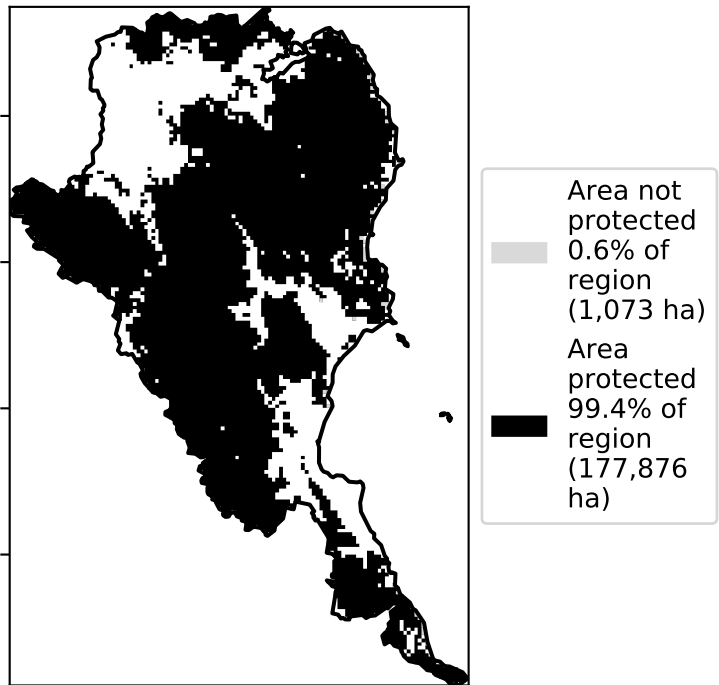 Area not
protected
0.6% of
region
(1,073 ha)
Area
protected
99.4% of
region
(177,876
ha)